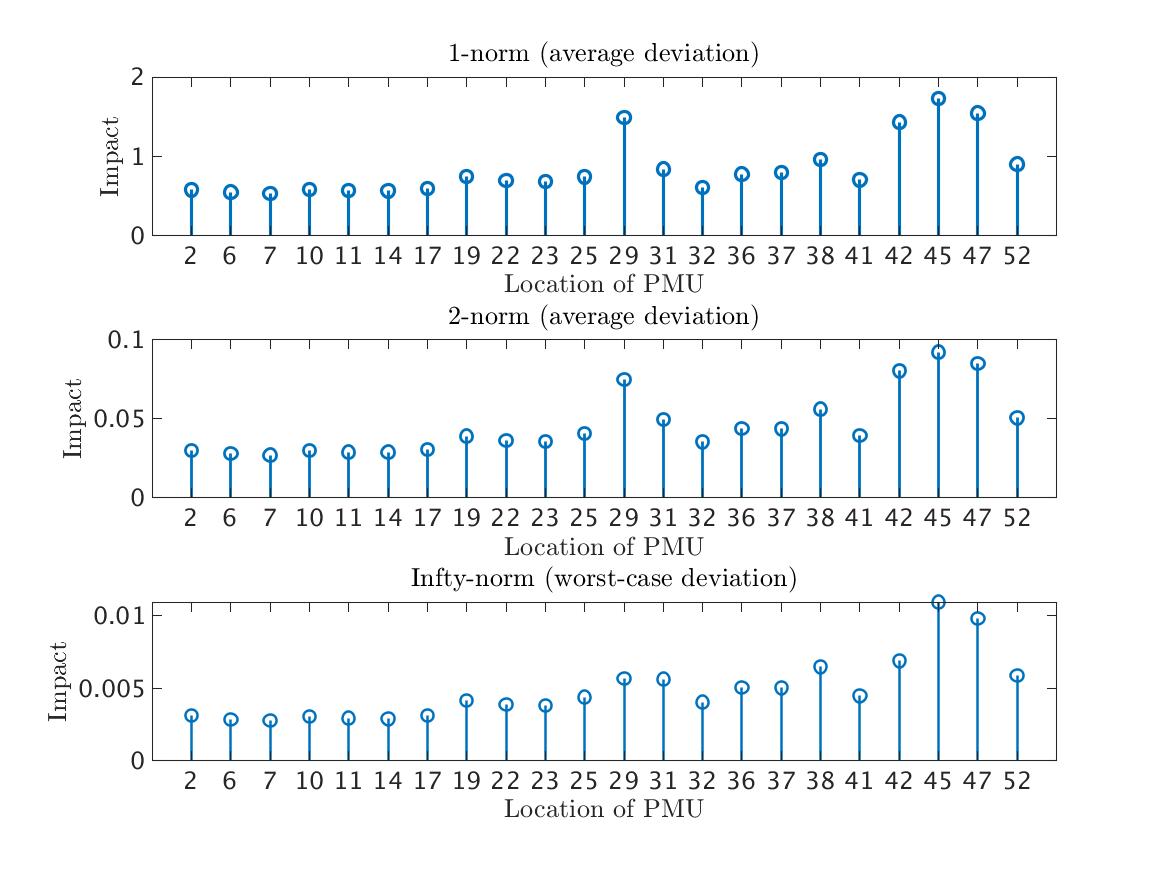 1-norm (average deviation)
2
1
0
Impact
2 6 7 10 11 14 17 19 22 23 25 29 31 32 36 37 38 41 42 45 47 52
Location of PMU
2-norm (average deviation)
0.1
0.05
0
Impact
2 6 7 10 11 14 17 19 22 23 25 29 31 32 36 37 38 41 42 45 47 52
Location of PMU
Infty-norm (worst-case deviation)
0.01
0.005
0
Impact
2 6 7 10 11 14 17 19 22 23 25 29 31 32 36 37 38 41 42 45 47 52
Location of PMU